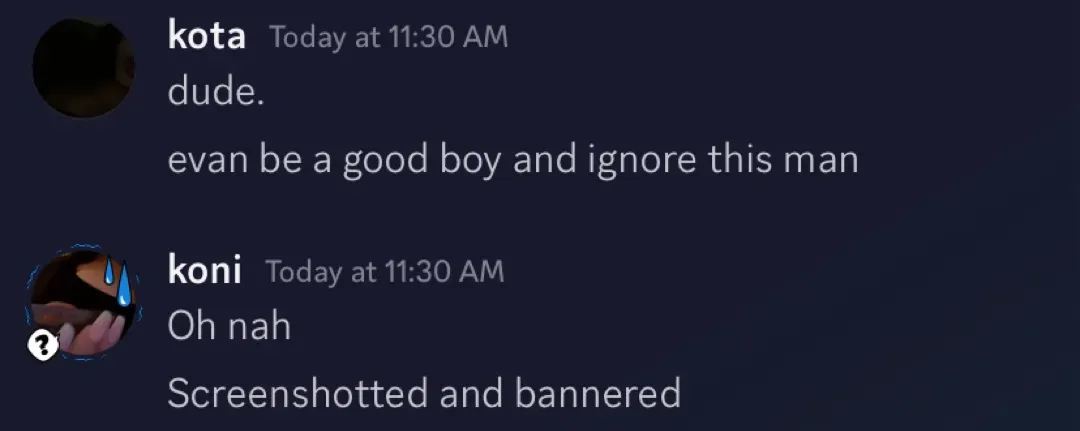 kota Today at 11:30 AM
dude.
evan be a good boy and ignore this man
koni Today at 11:30 AM
Oh nah
?
Screenshotted and bannered